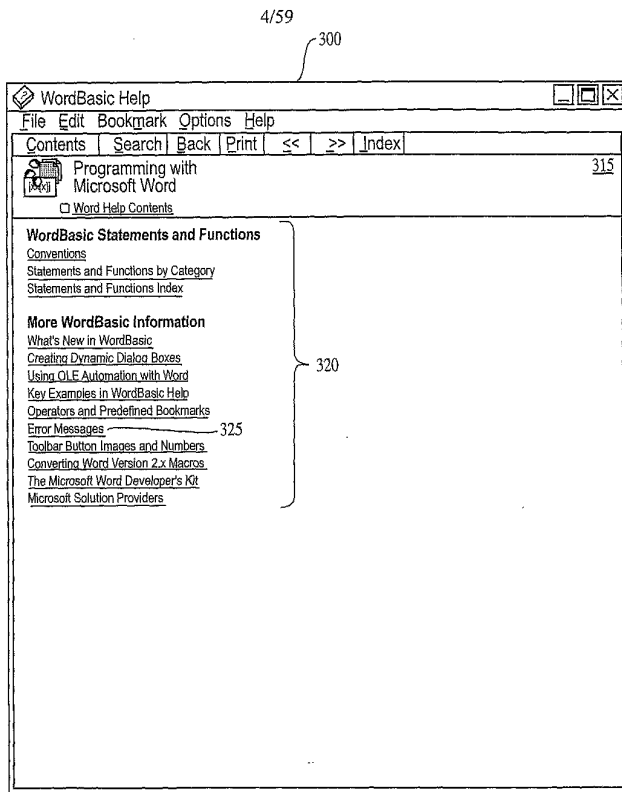 4/59
300
WordBasic Help
File Edit Bookmark Options Help
Contents Search Back Print << >> Index
Programming with
Microsoft Word
315
Word Help Contents
WordBasic Statements and Functions
Conventions
Statements and Functions by Category
Statements and Functions Index
More WordBasic Information
What's New in WordBasic
Creating Dynamic Dialog Boxes
Using OLE Automation with Word
320
Key Examples in WordBasic Help
Operators and Predefined Bookmarks
Error Messages 325
Toolbar Button Images and Numbers
Converting Word Version 2.x Macros
The Microsoft Word Developer's Kit
Microsoft Solution Providers